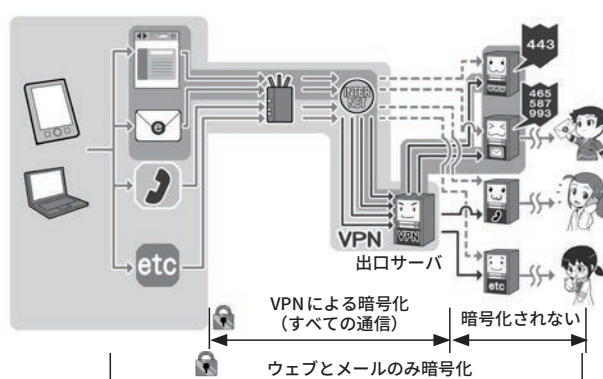 443
465
587
993
e
INTER
NET
etc
VPN
VPN
出口サーバ
etc
VPNによる暗号化
(すべての通信)
暗号化されない
ウェブとメールのみ暗号化